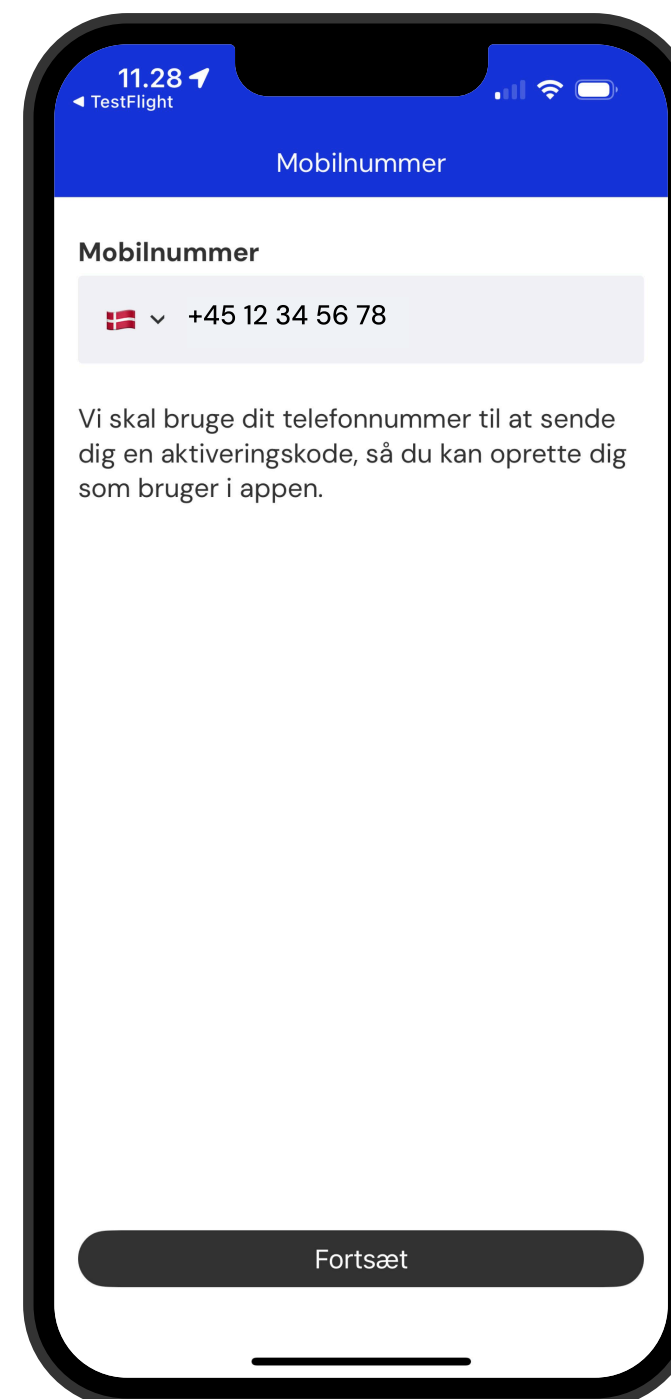 11.28
◀ TestFlight
Mobilnummer
Mobilnummer
+45 12 34 56 78
Vi skal bruge dit telefonnummer til at sende
dig en aktiveringskode, så du kan oprette dig
som bruger i appen.
Fortsæt